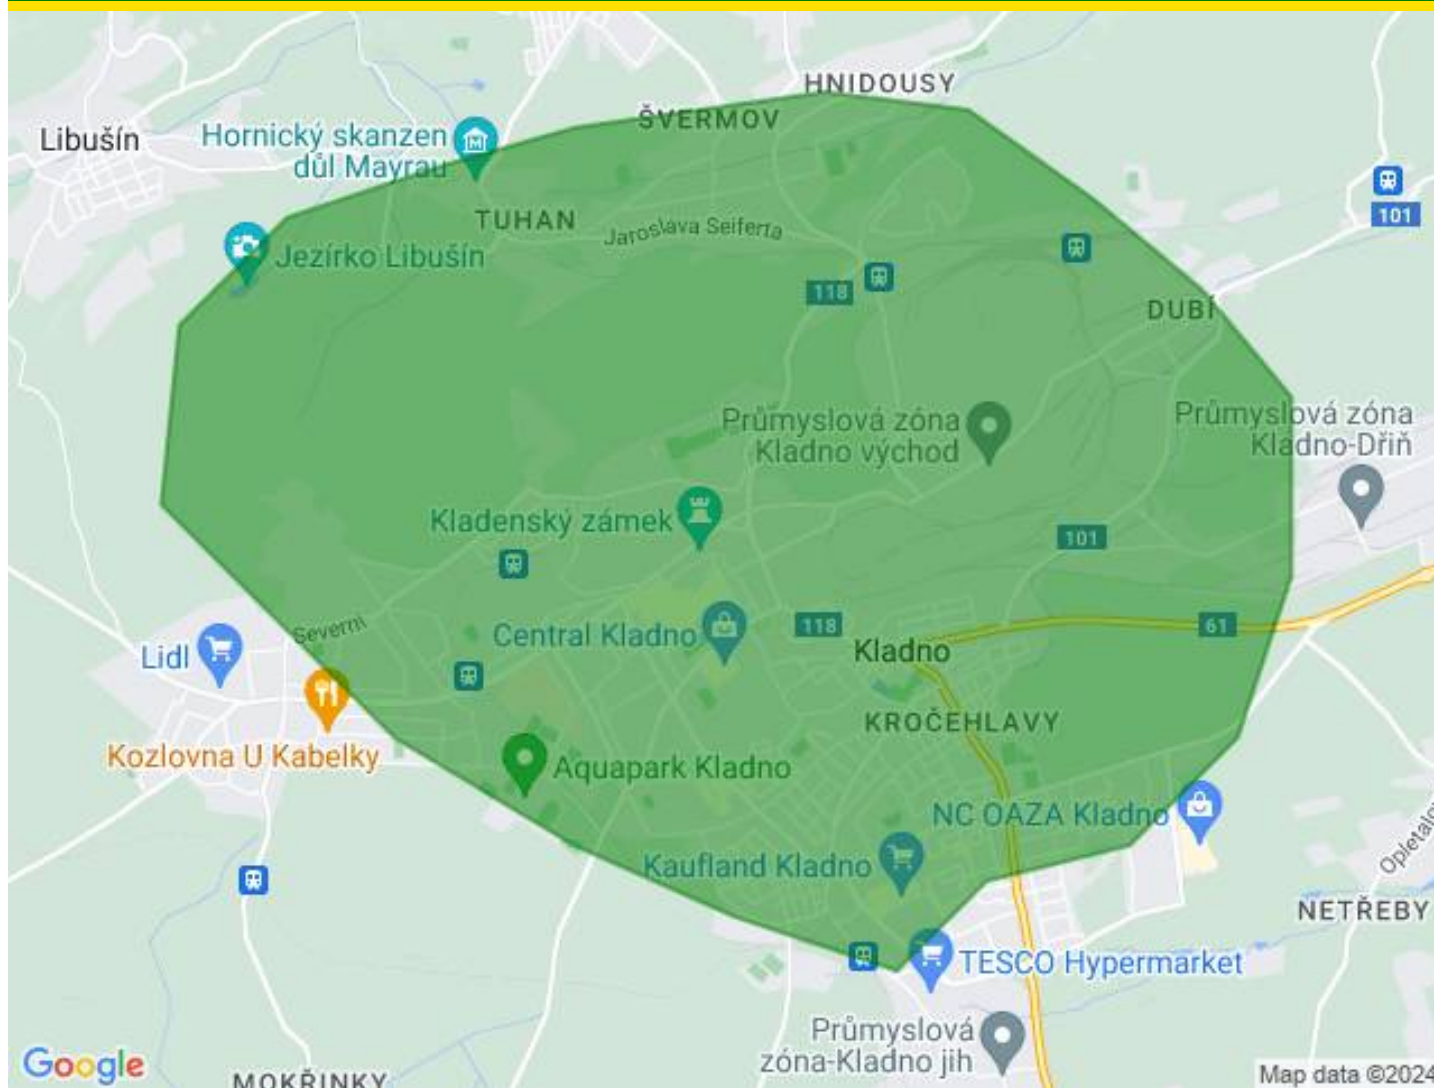 HNIDOUSY
ŠVERMOV
Libušín
Hornický skanzen
důl Mayrau
101
TUHAN
Jaroslava Seiferta
Jezírko Libušín
118
DUBÍ
Průmyslová zóna
Kladno východ
Průmyslová zóna
Kladno-Dříň
Kladenský zámek
101
Severní
Central Kladno
118
61
Lidl
Kladno
KROČEHLAVY
Kozlovna U Kabelky
Aquapark Kladno
NC OAZA Kladno
Kaufland Kladno
NETŘEBY
TESCO Hypermarket
Průmyslová
zóna-Kladno jih
Google
MOKŘINKY
Map data ©2024